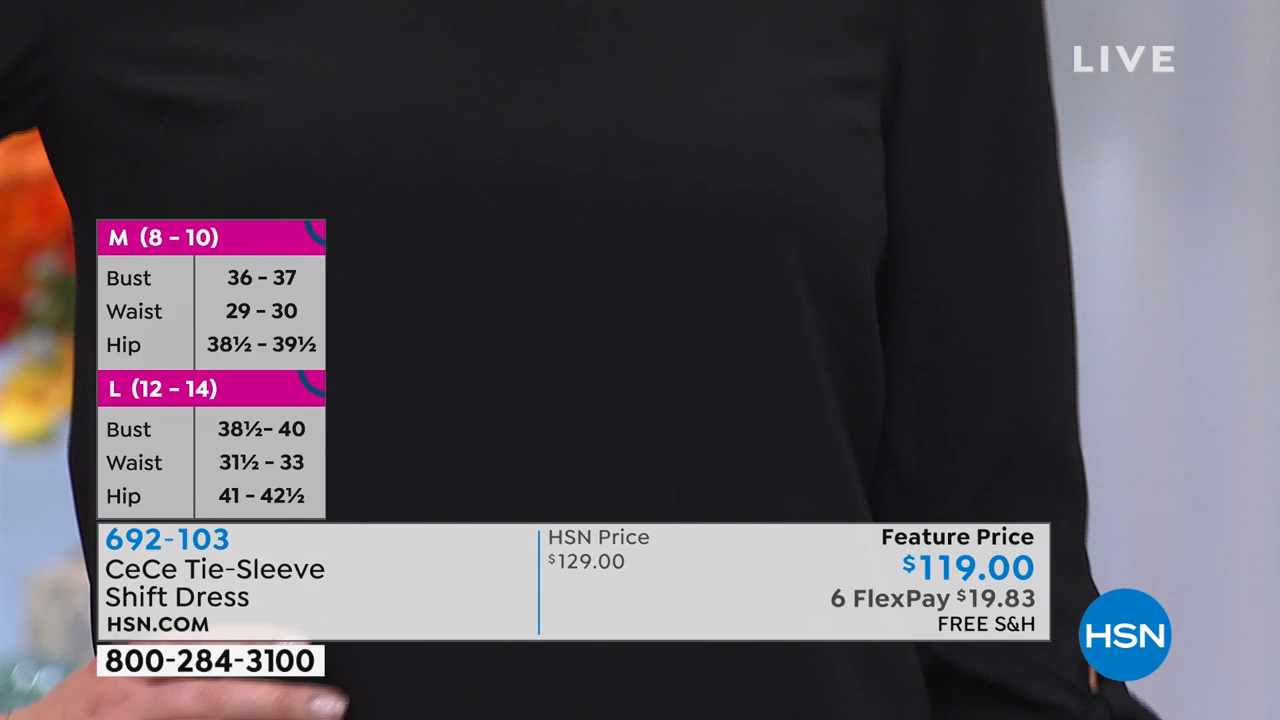 LIVE
M (8 - 10)
Bust 36 - 37
Waist 29 - 30
Hip 38½ - 39½
L (12 - 14)
Bust 38½- 40
Waist 31½ - 33
Hip 41 - 42½
692-103
CeCe Tie-Sleeve
Shift Dress
HSN.COM
HSN Price
$129.00
Feature Price
$119.00
6 FlexPay $19.83
FREE S&H
800-284-3100
HSN